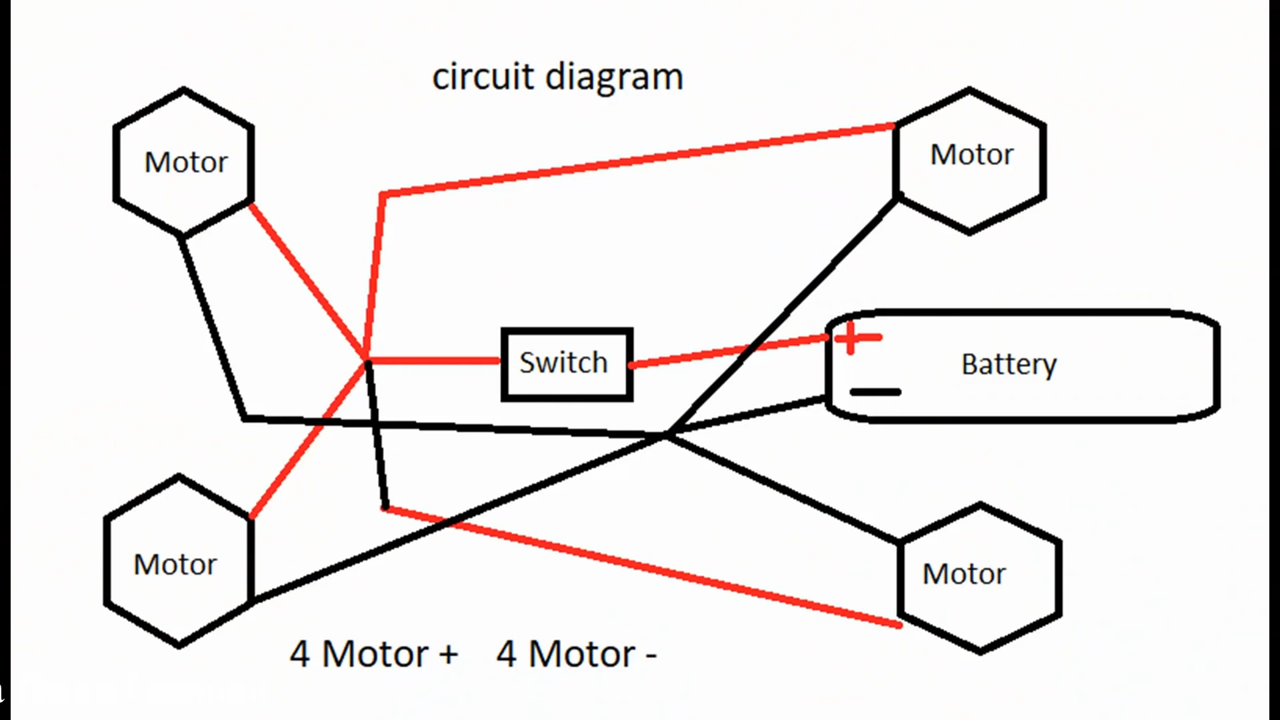 circuit diagram
Motor
Motor
+
Switch
Battery
-
Motor
Motor
4 Motor + 4 Motor -